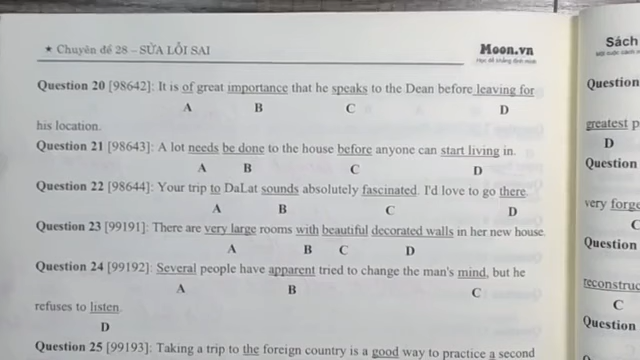 ★ Chuyên đề 28 – SỬA LỖI SAI
Moon.vn
Học để khẳng định mình
Question 20 [98642]: It is of great importance that he speaks to the Dean before leaving for
A B C D
his location.
Question 21 [98643]: A lot needs be done to the house before anyone can start living in.
A B C D
Question 22 [98644]: Your trip to DaLat sounds absolutely fascinated. I'd love to go there.
A B C D
Question 23 [99191]: There are very large rooms with beautiful decorated walls in her new house.
A B C D
Question 24 [99192]: Several people have apparent tried to change the man's mind, but he
A B C
refuses to listen.
D
Question 25 [99193]: Taking a trip to the foreign country is a good way to practice a second
Sách
Question
greatest p
D
Question
very forge
C
Question
reconstruc
C
Question